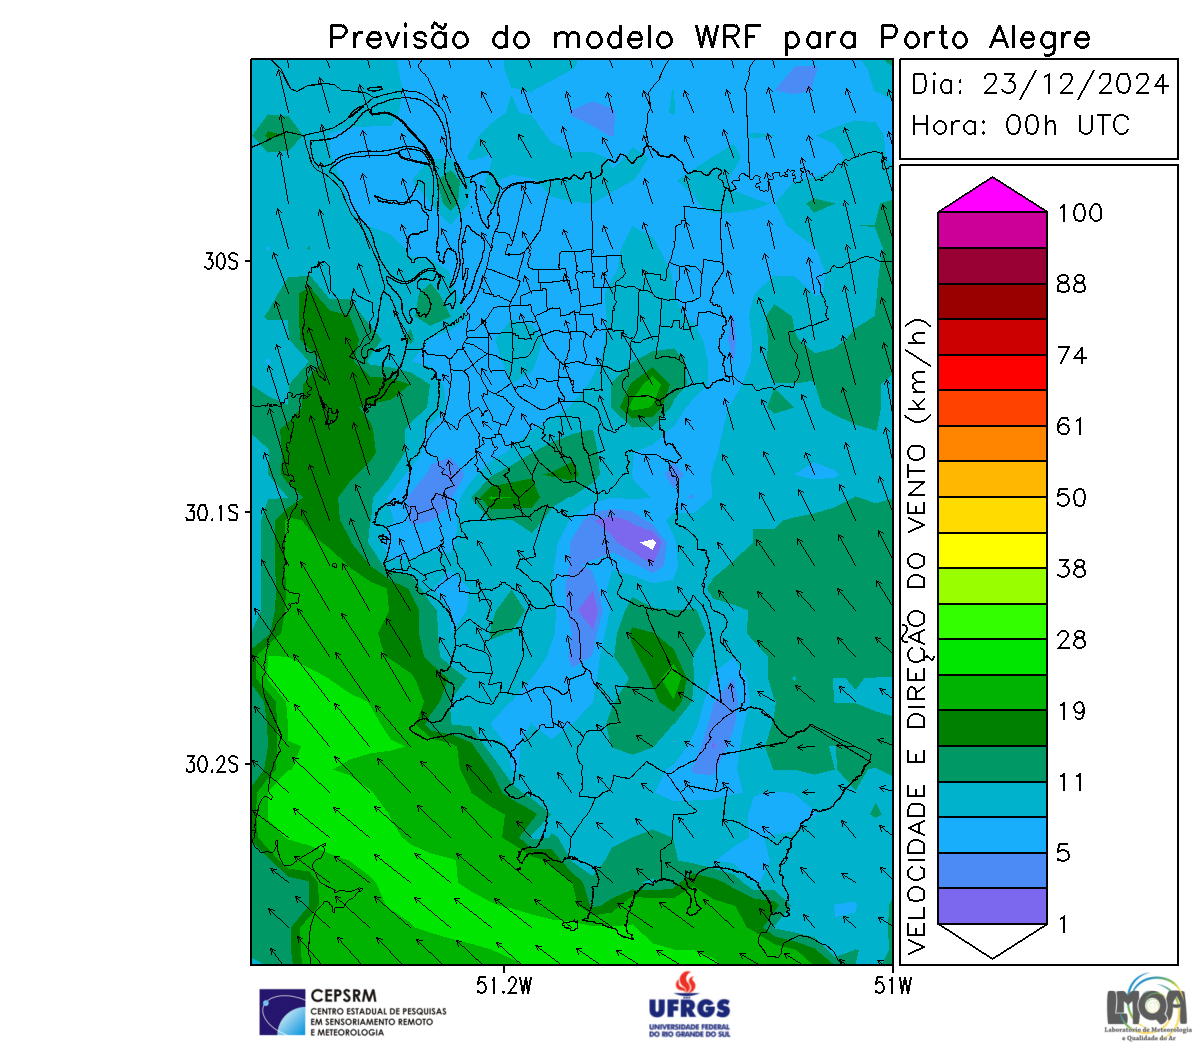 Previsão do modelo WRF para Porto Alegre
Dia: 23/12/2024
Hora: 00h UTC
30S
30.1S
30.2S
51.2W
51W
VELOCIDADE E DIREÇÃO DO VENTO (km/h)
100
88
74
61
50
38
28
19
11
5
1
CEPSRM
CENTRO ESTADUAL DE PESQUISAS
EM SENSORIAMENTO REMOTO
E METEOROLOGIA
UFRGS
UNIVERSIDADE FEDERAL
DO RIO GRANDE DO SUL
LMQA
Laboratório de Meteorologia
e Qualidade do Ar